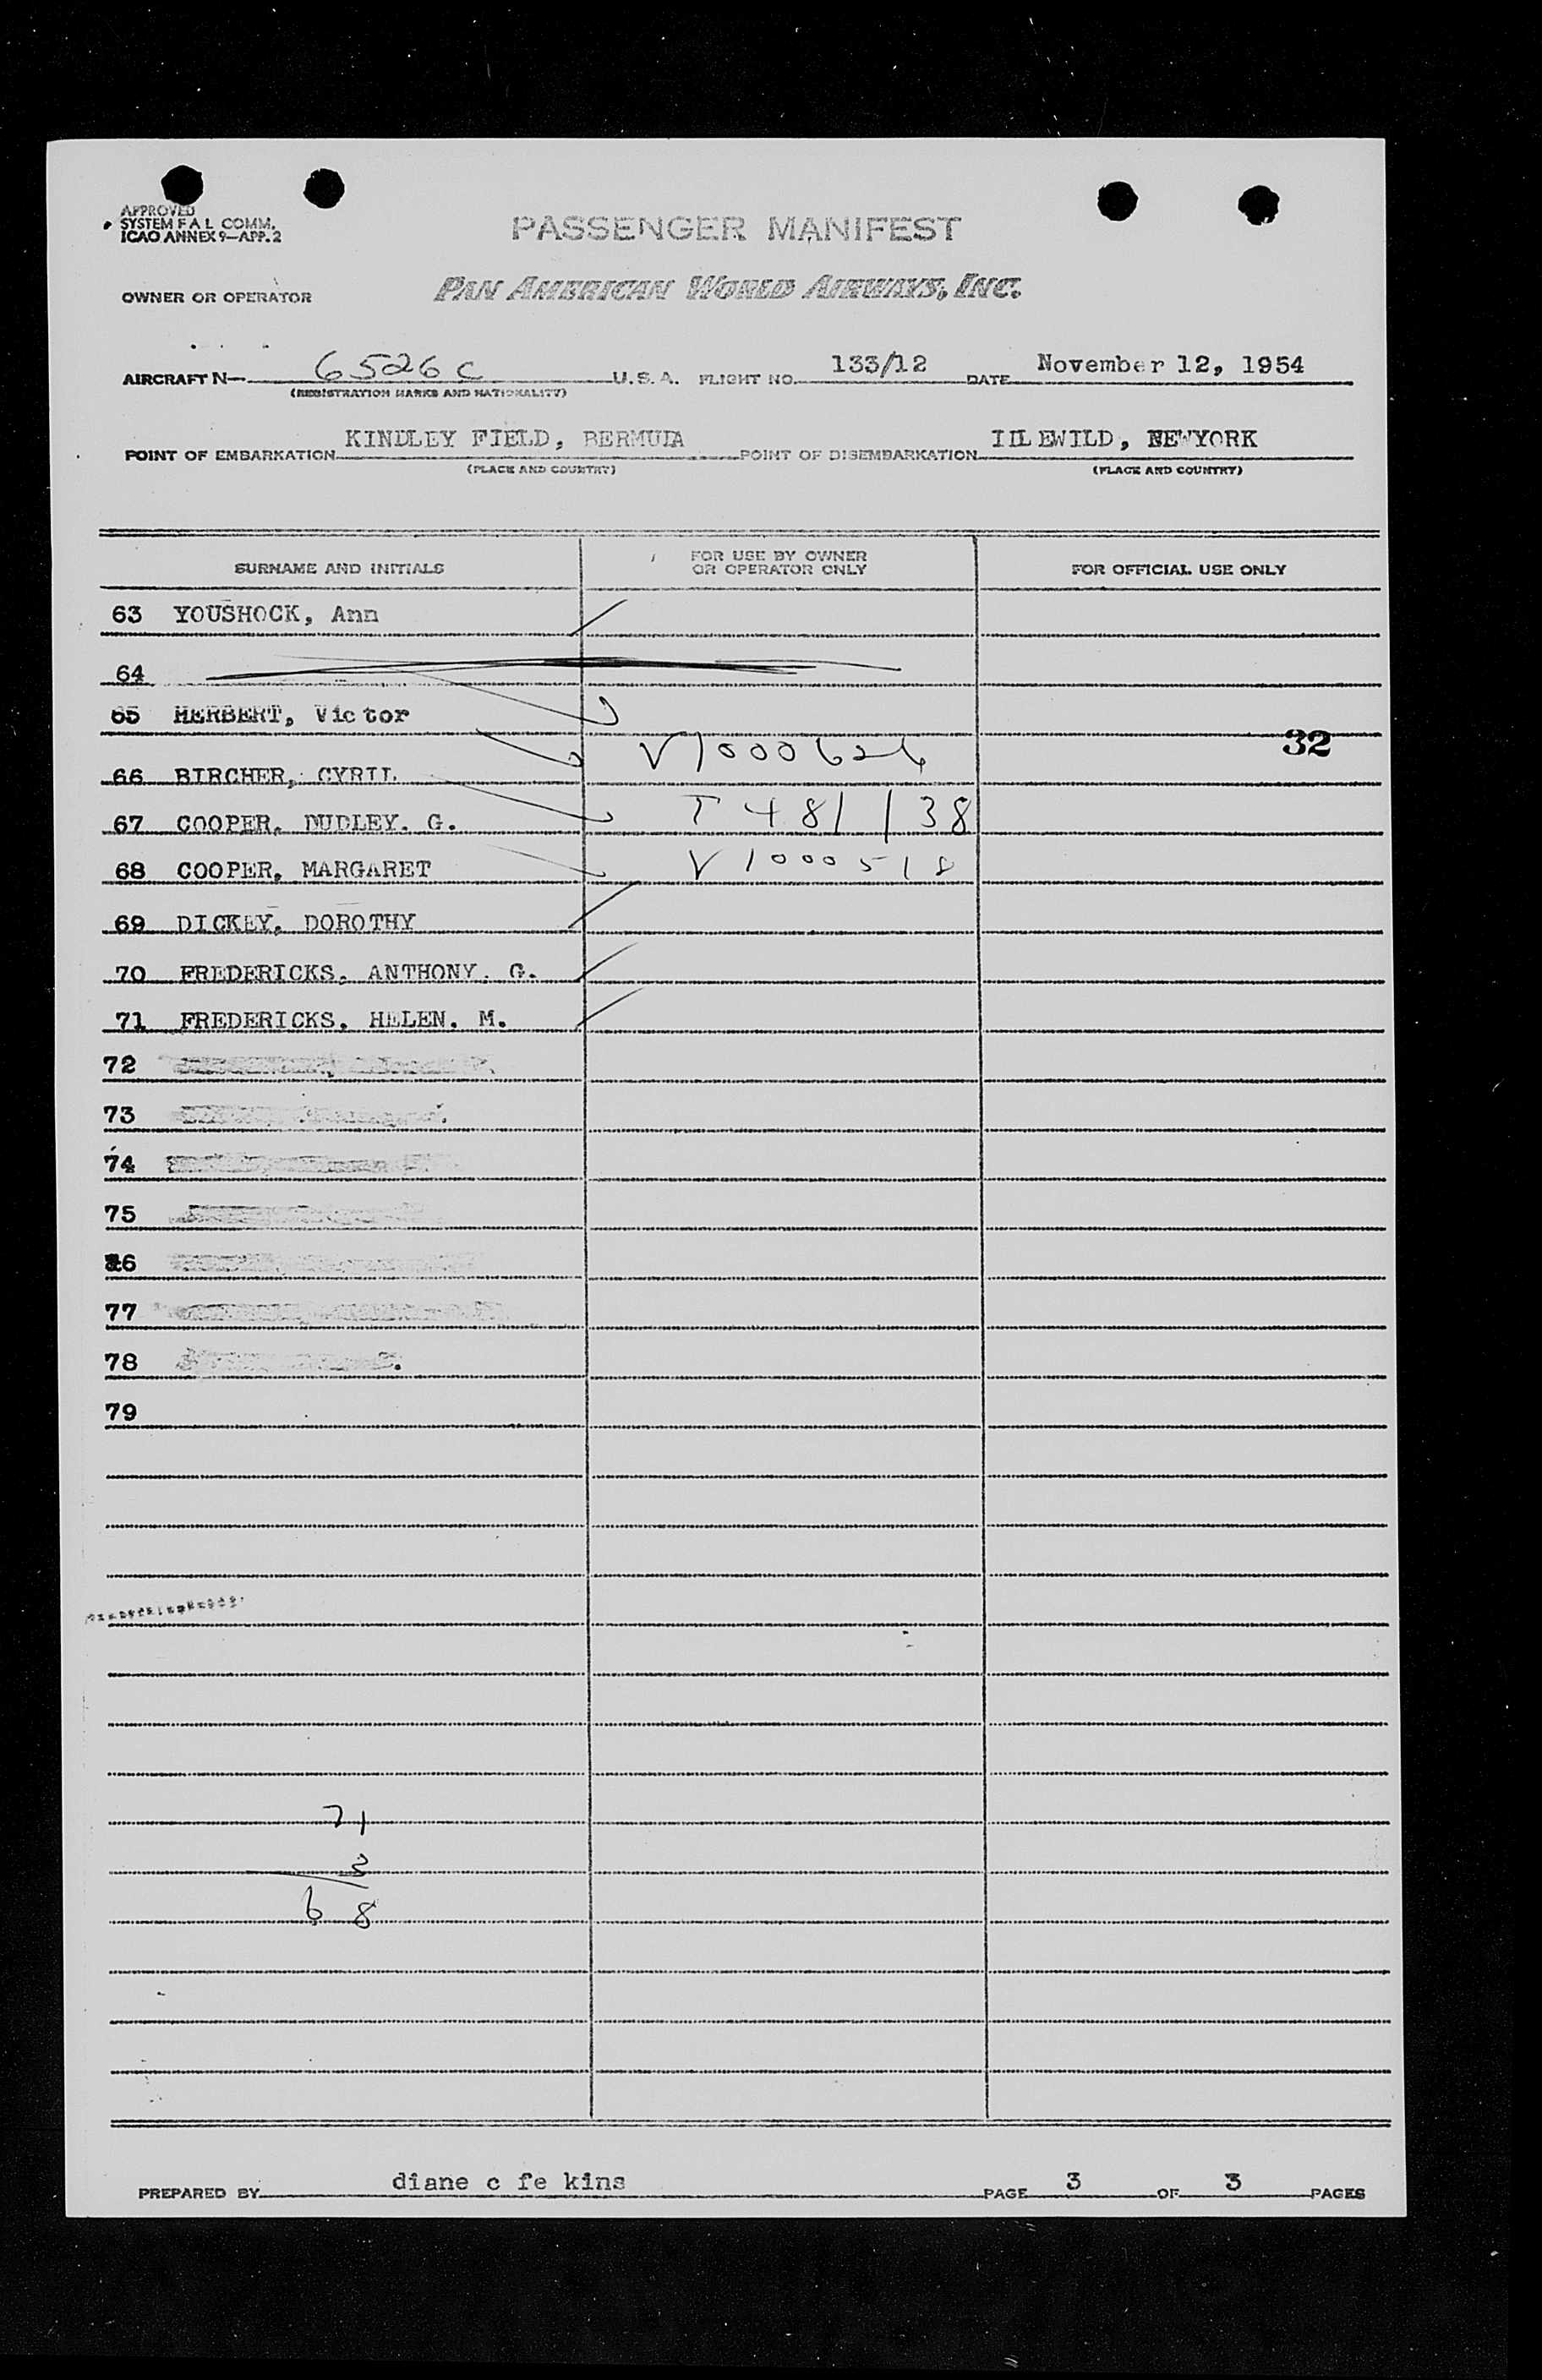 APPROVED
SYSTEM F A L COMM.
ICAO ANNEX 9—APP. 2
PASSENGER MANIFEST
OWNER OR OPERATOR PAN AMERICAN WORLD AIRWAYS, INC.
AIRCRAFT N— 6526C U. S. A. FLIGHT NO. 133/12 DATE November 12, 1954
(REGISTRATION MARKS AND NATIONALITY)
POINT OF EMBARKATION KINDLEY FIELD, BERMUDA POINT OF DISEMBARKATION IDLEWILD, NEWYORK
(PLACE AND COUNTRY) (PLACE AND COUNTRY)
SURNAME AND INITIALS FOR USE BY OWNER OR OPERATOR ONLY FOR OFFICIAL USE ONLY
63 YOUSHOCK, Ann
64
65 HERBERT, Victor
32
66 BIRCHER, CYRIL V1000626
67 COOPER, DUDLEY. G. T 481138
68 COOPER, MARGARET V1000518
69 DICKEY, DOROTHY
70 FREDERICKS, ANTHONY. G.
71 FREDERICKS, HELEN. M.
72
73
74
75
76
77
78
79
71
3
68
PREPARED BY diane c fe kins PAGE 3 OF 3 PAGES